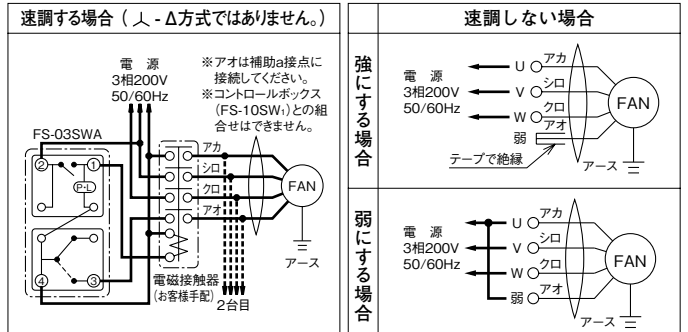 速調する場合（人-Δ方式ではありません。）
電 源
3相200V
50/60Hz
※アオは補助a接点に
接続してください。
※コントロールボックス
（FS-10SW₁）との組
合せはできません。
FS-03SWA
②
①
P・L
④
③
アカ
シロ
クロ
アオ
FAN
アース
電磁接触器
（お客様手配）
2台目
速調しない場合
強にする場合
電 源
3相200V
50/60Hz
U
アカ
V
シロ
W
クロ
弱
アオ
FAN
テープで絶縁
アース
弱にする場合
電 源
3相200V
50/60Hz
U
アカ
V
シロ
W
クロ
弱
アオ
FAN
アース